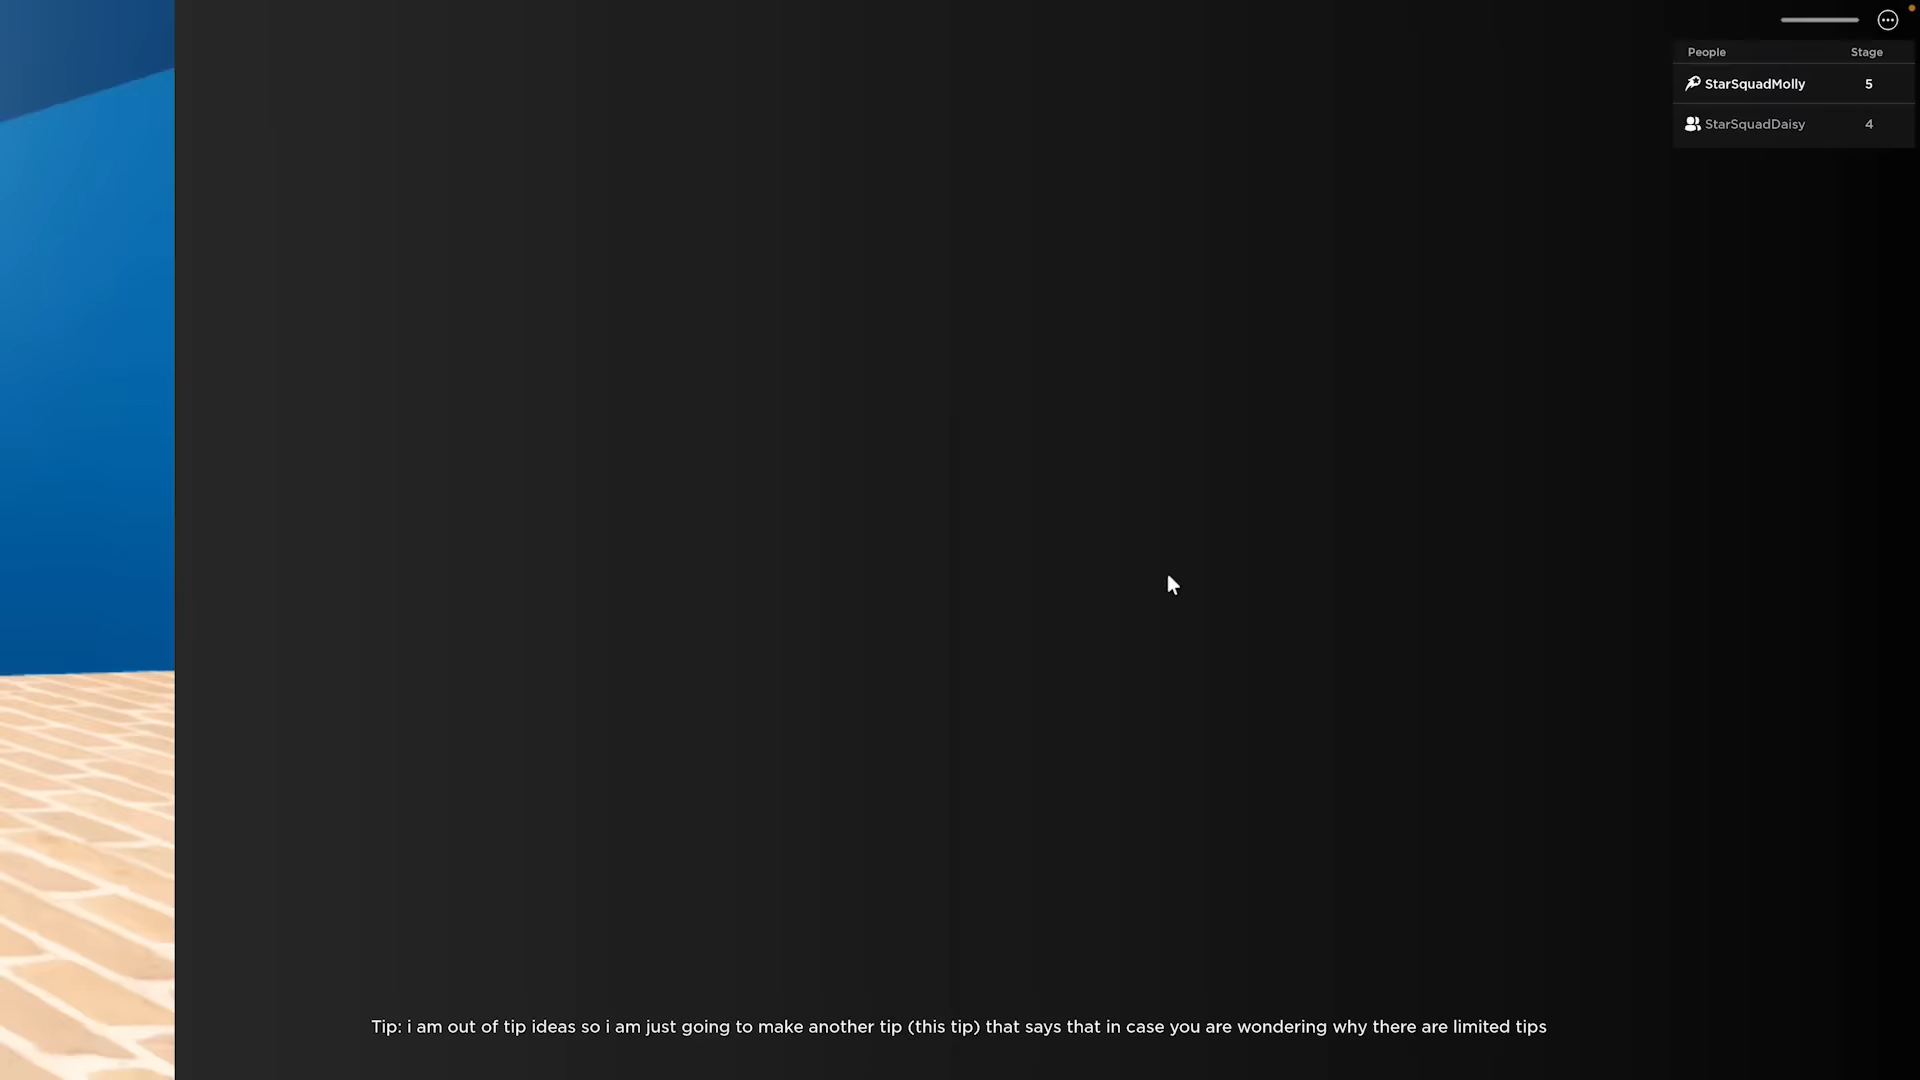 People Stage
StarSquadMolly 5
StarSquadDaisy 4
Tip: i am out of tip ideas so i am just going to make another tip (this tip) that says that in case you are wondering why there are limited tips